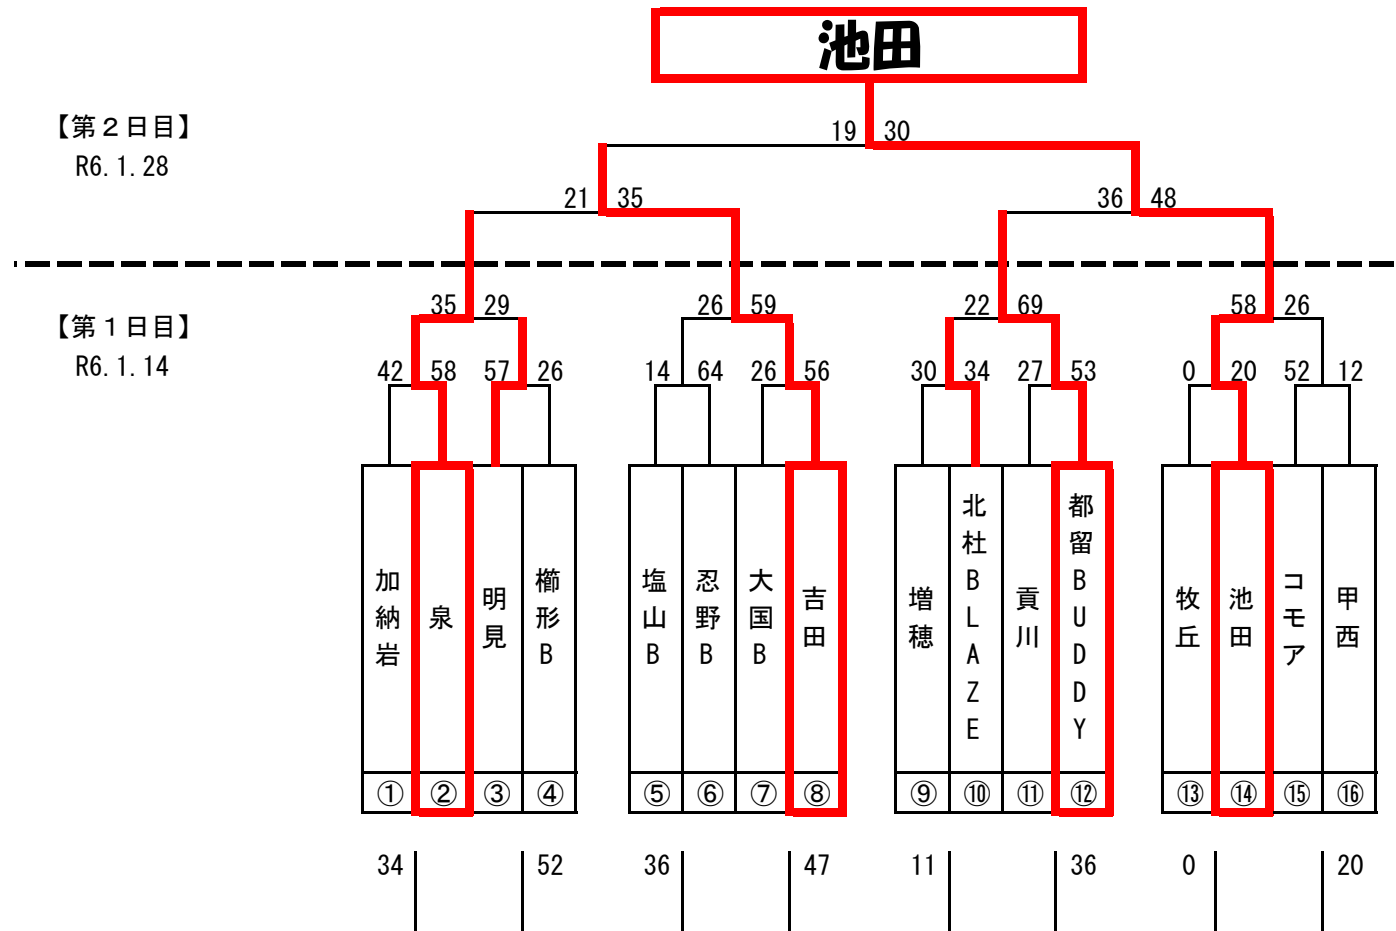 池田
19 30
【第２日目】
R6.1.28
21 35
36 48
35 29
26 59
22 69
58 26
【第１日目】
R6.1.14
42 58 57 26
14 64 26 56
30 34 27 53
0 20 52 12
加納岩
泉
明見
櫛形B
塩山B
忍野B
大国B
吉田
増穂
北杜BLAZE
貢川
都留BUDDY
牧丘
池田
コモア
甲西
① ② ③ ④ ⑤ ⑥ ⑦ ⑧ ⑨ ⑩ ⑪ ⑫ ⑬ ⑭ ⑮ ⑯
34 52 36 47 11 36 0 20